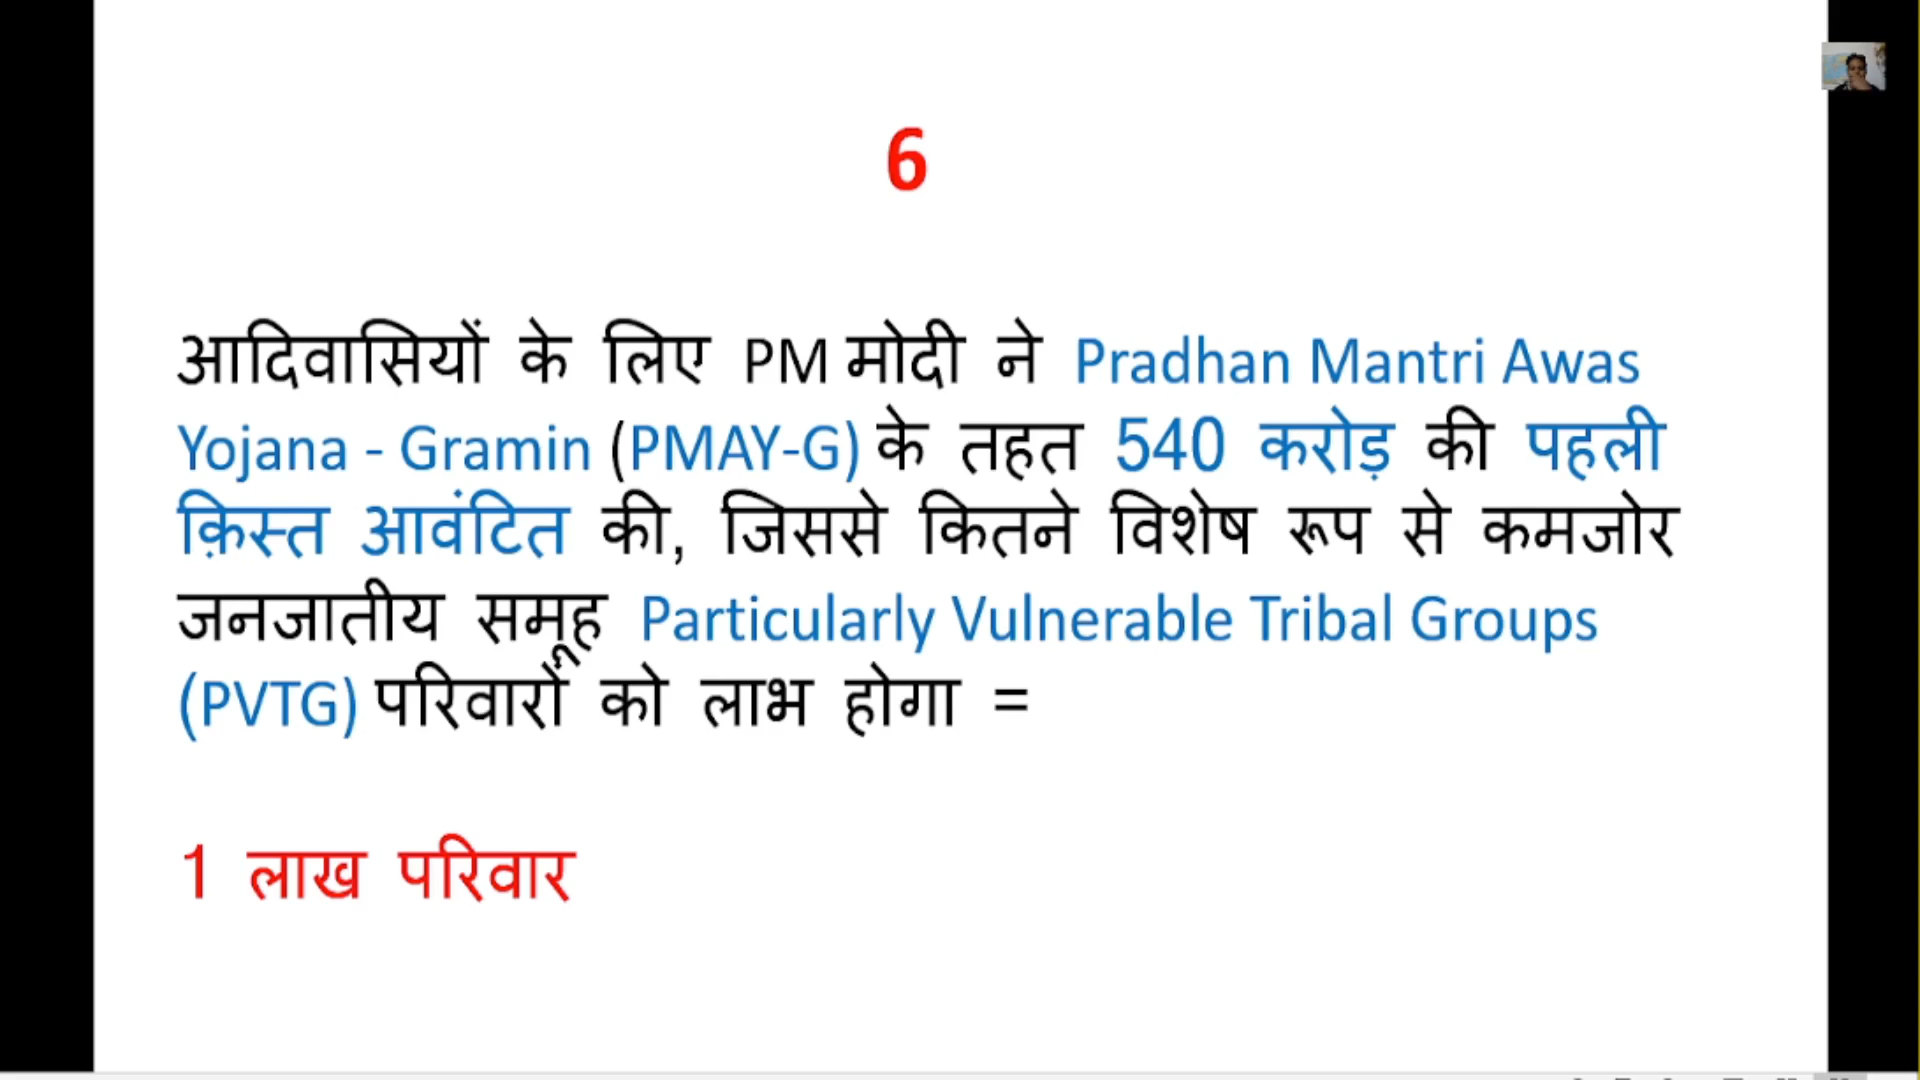 6
आदिवासियों के लिए PM मोदी ने Pradhan Mantri Awas
Yojana - Gramin (PMAY-G) के तहत 540 करोड़ की पहली
क़िस्त आवंटित की, जिससे कितने विशेष रूप से कमजोर
जनजातीय समूह Particularly Vulnerable Tribal Groups
(PVTG) परिवारों को लाभ होगा =
1 लाख परिवार